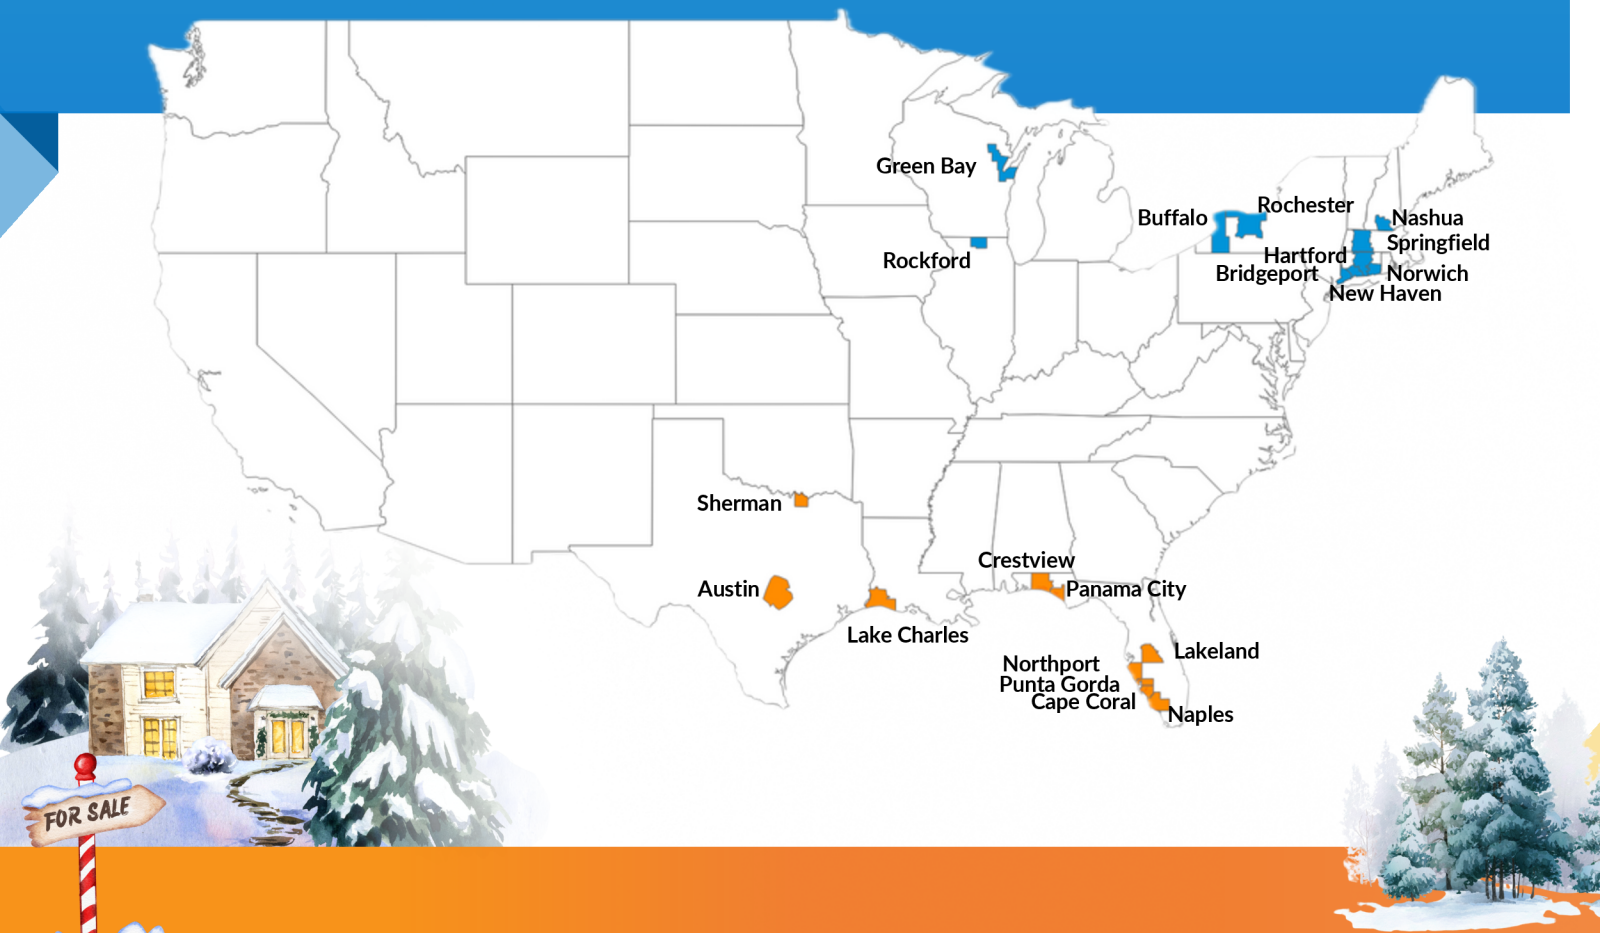 Green Bay
Rochester
Buffalo
Nashua
Springfield
Hartford
Rockford
Bridgeport
Norwich
New Haven
Sherman
Crestview
Austin
Panama City
Lake Charles
Lakeland
Northport
Punta Gorda
Cape Coral
Naples
FOR SALE